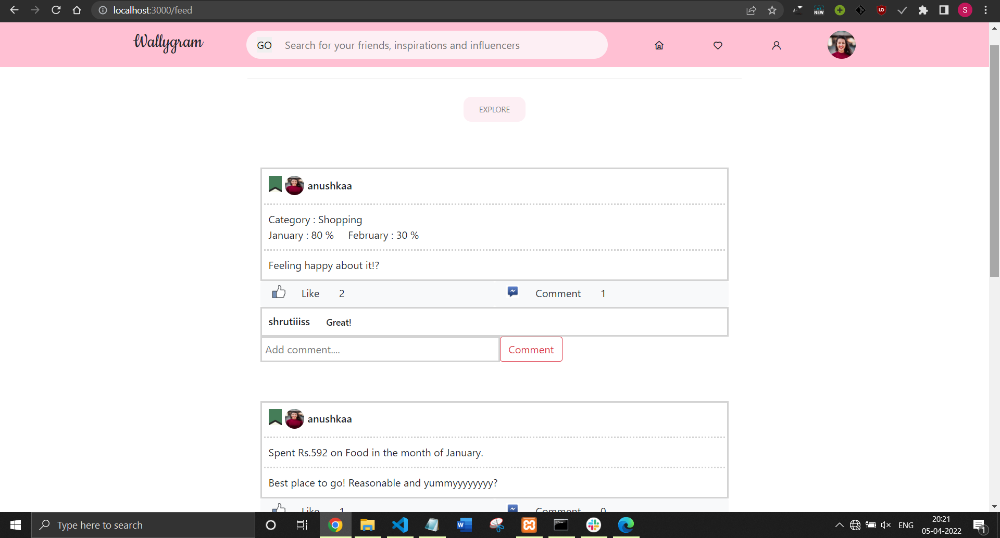 localhost:3000/feed
NEW
S
Wallygram
GO Search for your friends, inspirations and influencers
EXPLORE
anushkaa
Category : Shopping
January : 80 % February : 30 %
Feeling happy about it!?
Like 2 Comment 1
shrutiiiss Great!
Add comment.... Comment
anushkaa
Spent Rs.592 on Food in the month of January.
Best place to go! Reasonable and yummyyyyyyyy?
Like 1 Comment 0
Type here to search
ENG
20:21
05-04-2022
1